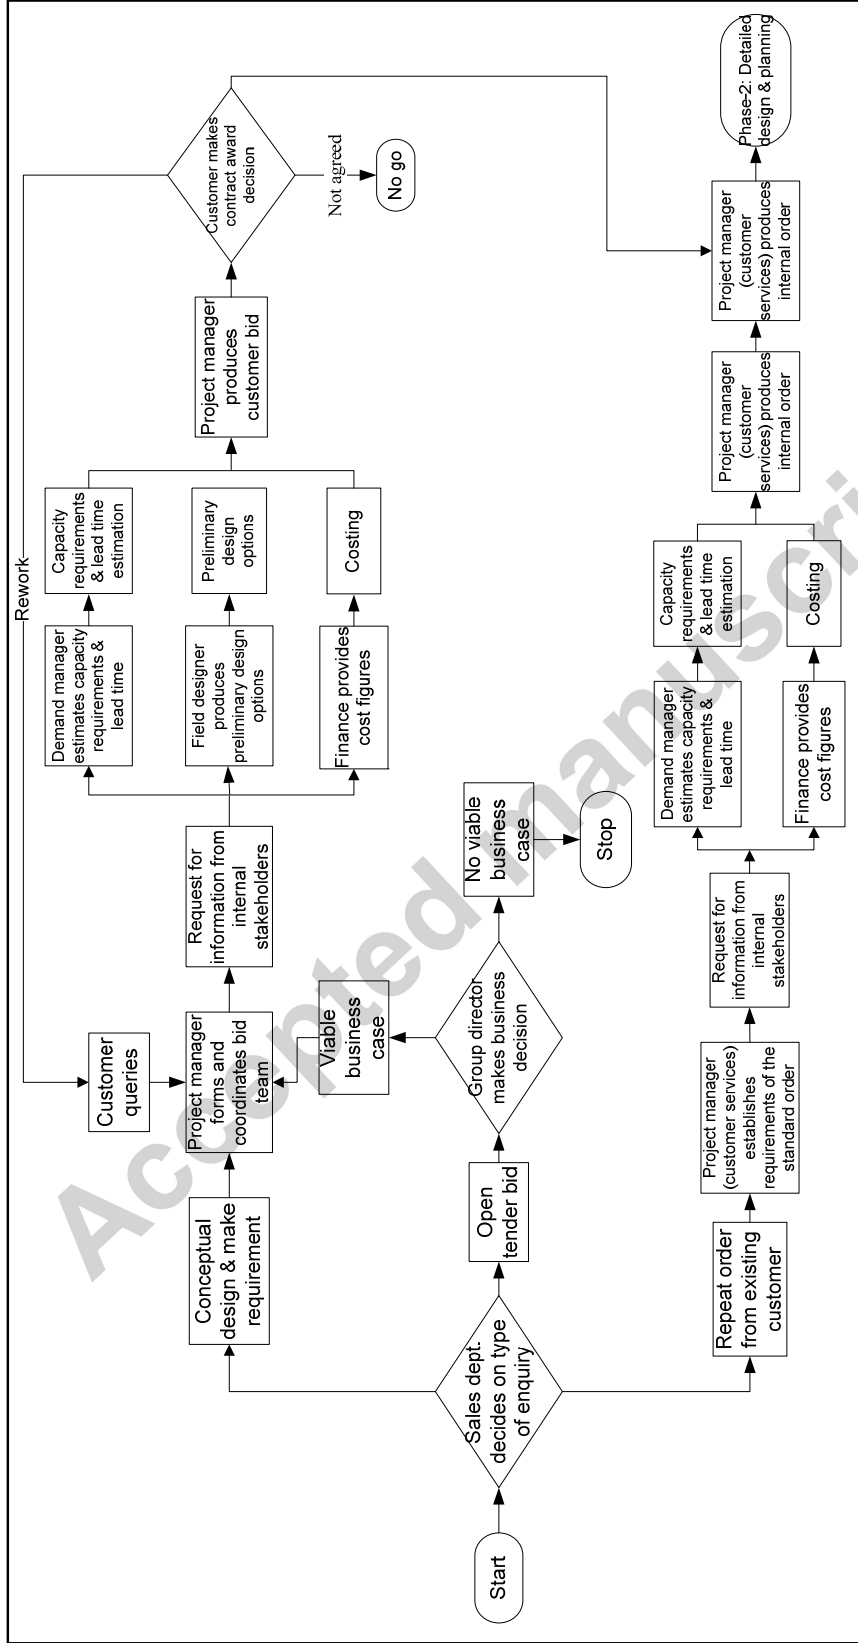 Start
Sales dept.
decides on type
of enquiry
Conceptual
design & make
requirement
Open
tender bid
Repeat order
from existing
customer
Customer
queries
Project manager
forms and
coordinates bid
team
Viable
business
case
Group director
makes business
decision
No viable
business
case
Stop
Project manager
(customer services)
establishes
requirements of the
standard order
Request for
information from
internal
stakeholders
Request for
information from
internal
stakeholders
Rework
Demand manager
estimates capacity
requirements &
lead time
Field designer
produces
preliminary design
options
Finance provides
cost figures
Capacity
requirements
& lead time
estimation
Preliminary
design
options
Costing
Project manager
produces
customer bid
Customer makes
contract award
decision
Not agreed
No go
Demand manager
estimates capacity
requirements &
lead time
Finance provides
cost figures
Capacity
requirements
& lead time
estimation
Costing
Project manager
(customer
services) produces
internal order
Project manager
(customer
services) produces
internal order
Phase-2: Detailed
design & planning
Accepted manuscri